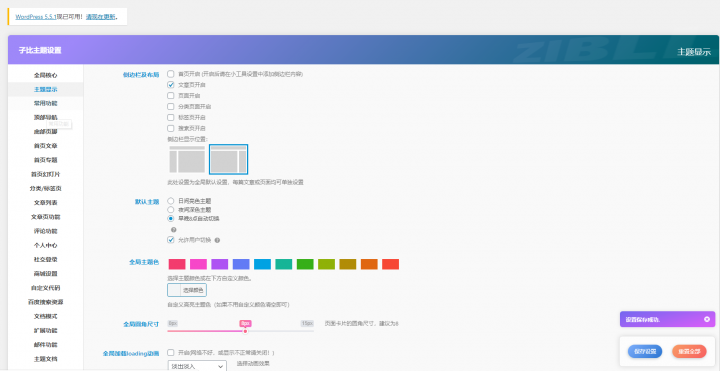 WordPress 5.5.1现已可用！请现在更新。
子比主题设置
ZIBLL
主题显示
全局核心
主题显示
常用功能
顶部导航
底部页脚
首页文章
首页专题
首页幻灯片
分类/标签页
文章列表
文章页功能
评论功能
个人中心
社交登录
商城设置
自定义代码
百度搜索资源
文档模式
扩展功能
邮件功能
主题文档
侧边栏及布局
首页开启 (开启后请在小工具设置中添加侧边栏内容)
文章页开启
页面开启
分类页面开启
标签页开启
搜索页开启
侧边栏显示位置:
此处设置为全局默认设置，每篇文章或页面均可单独设置
默认主题
日间亮色主题
夜间深色主题
早晚8点自动切换
允许用户切换
全局主题色
选择主题颜色或在下方自定义颜色。
选择颜色
自定义高亮主题色（如果不用自定义颜色清空即可）
全局圆角尺寸
0px
8px
15px
页面卡片的圆角尺寸，建议为8
全局加载loading动画
开启(网络不好，或显示不正常请关闭！)
淡出淡入
选择动画效果
设置保存成功。
保存设置
重置全部